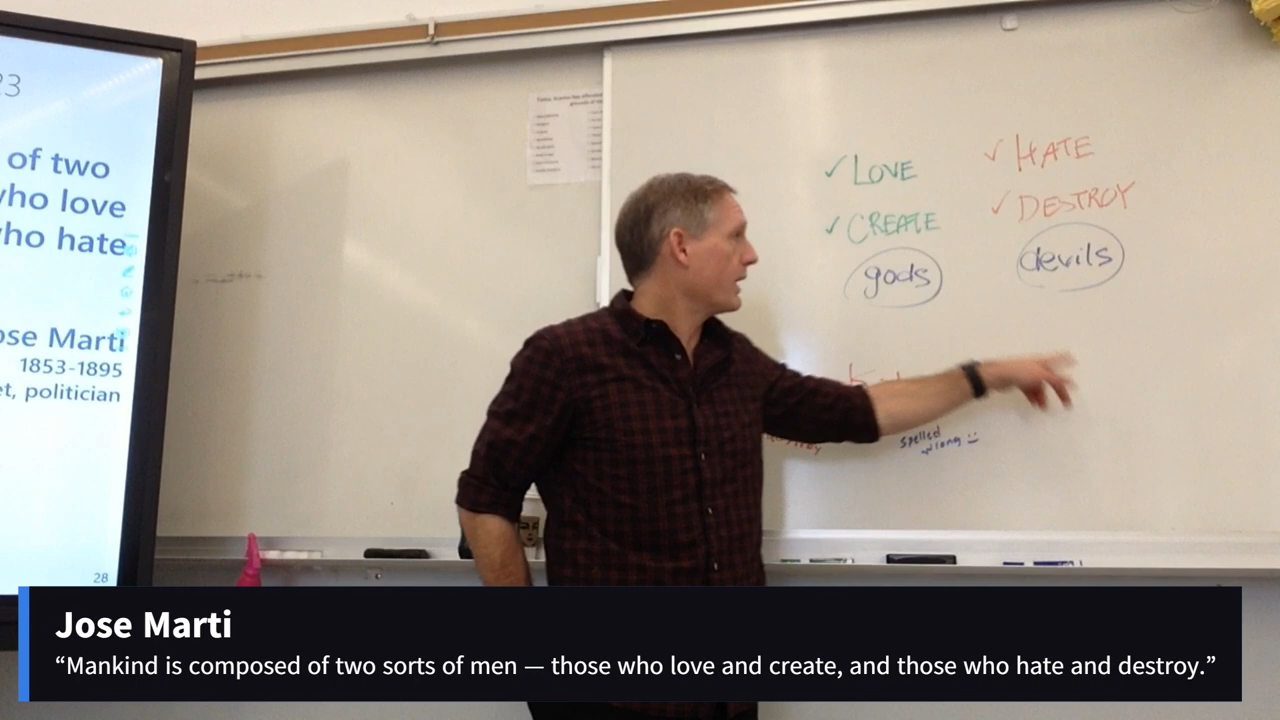 23
of two
who love
who hate
ose Marti
1853-1895
et, politician
28
✓ LOVE
✓ CREATE
gods
✓ HATE
✓ DESTROY
devils
spelled
wrong :)
Jose Marti
“Mankind is composed of two sorts of men — those who love and create, and those who hate and destroy.”